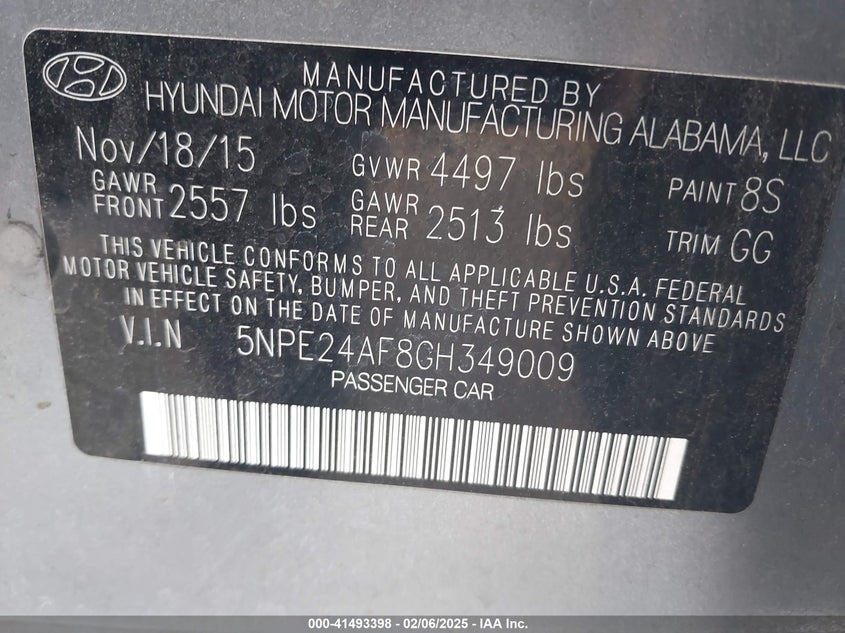 MANUFACTURED BY
HYUNDAI MOTOR MANUFACTURING ALABAMA, LLC
Nov/18/15 GVWR 4497 lbs PAINT 8S
GAWR FRONT 2557 lbs GAWR REAR 2513 lbs TRIM GG
THIS VEHICLE CONFORMS TO ALL APPLICABLE U.S.A. FEDERAL
MOTOR VEHICLE SAFETY, BUMPER, AND THEFT PREVENTION STANDARDS
IN EFFECT ON THE DATE OF MANUFACTURE SHOWN ABOVE
V.I.N 5NPE24AF8GH349009
PASSENGER CAR
000-41493398 - 02/06/2025 - IAA Inc.